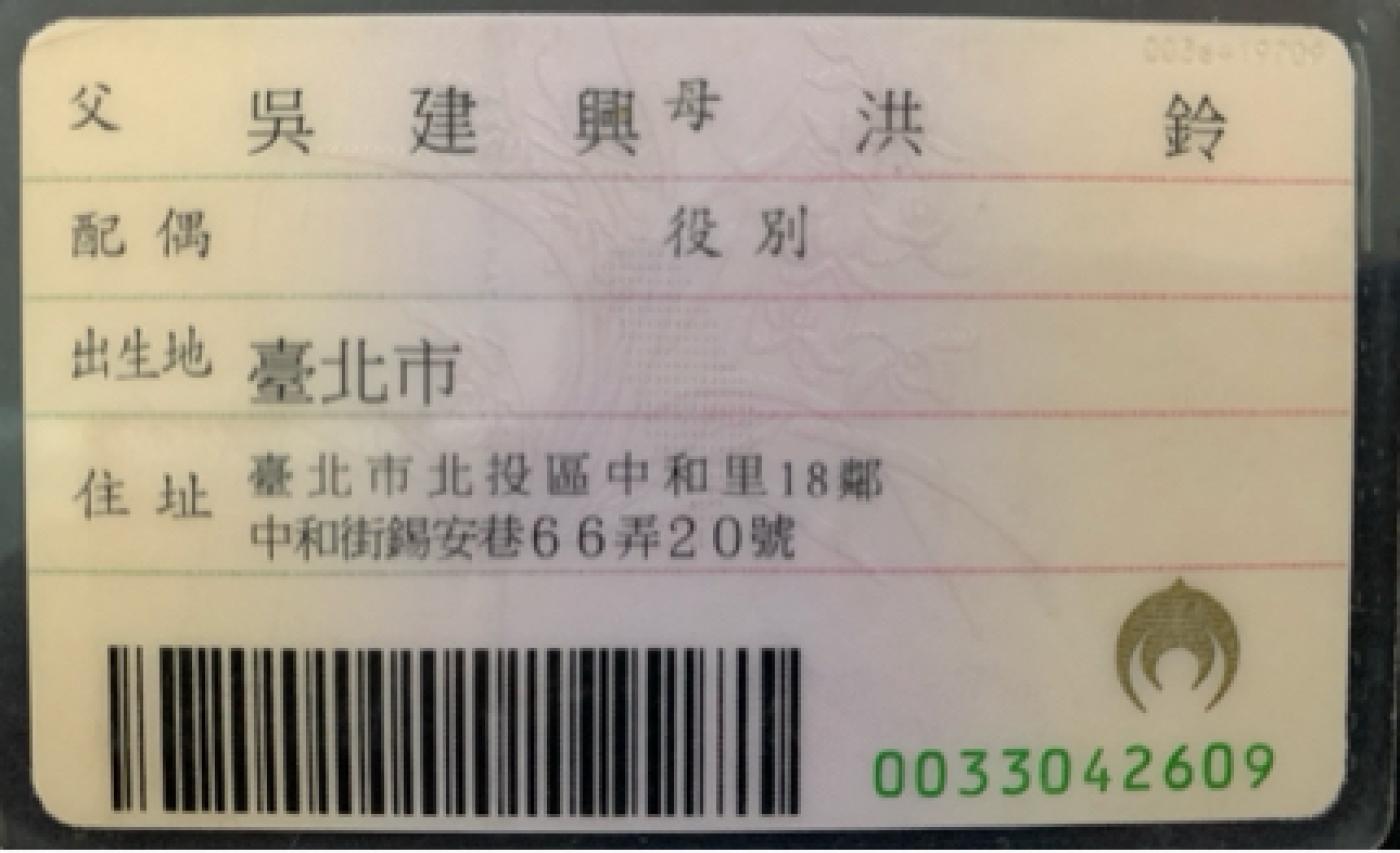 父 吳建興 母 洪鈴
配偶 役別
出生地 臺北市
住址 臺北市北投區中和里18鄰
中和街錫安巷66弄20號
0033042609